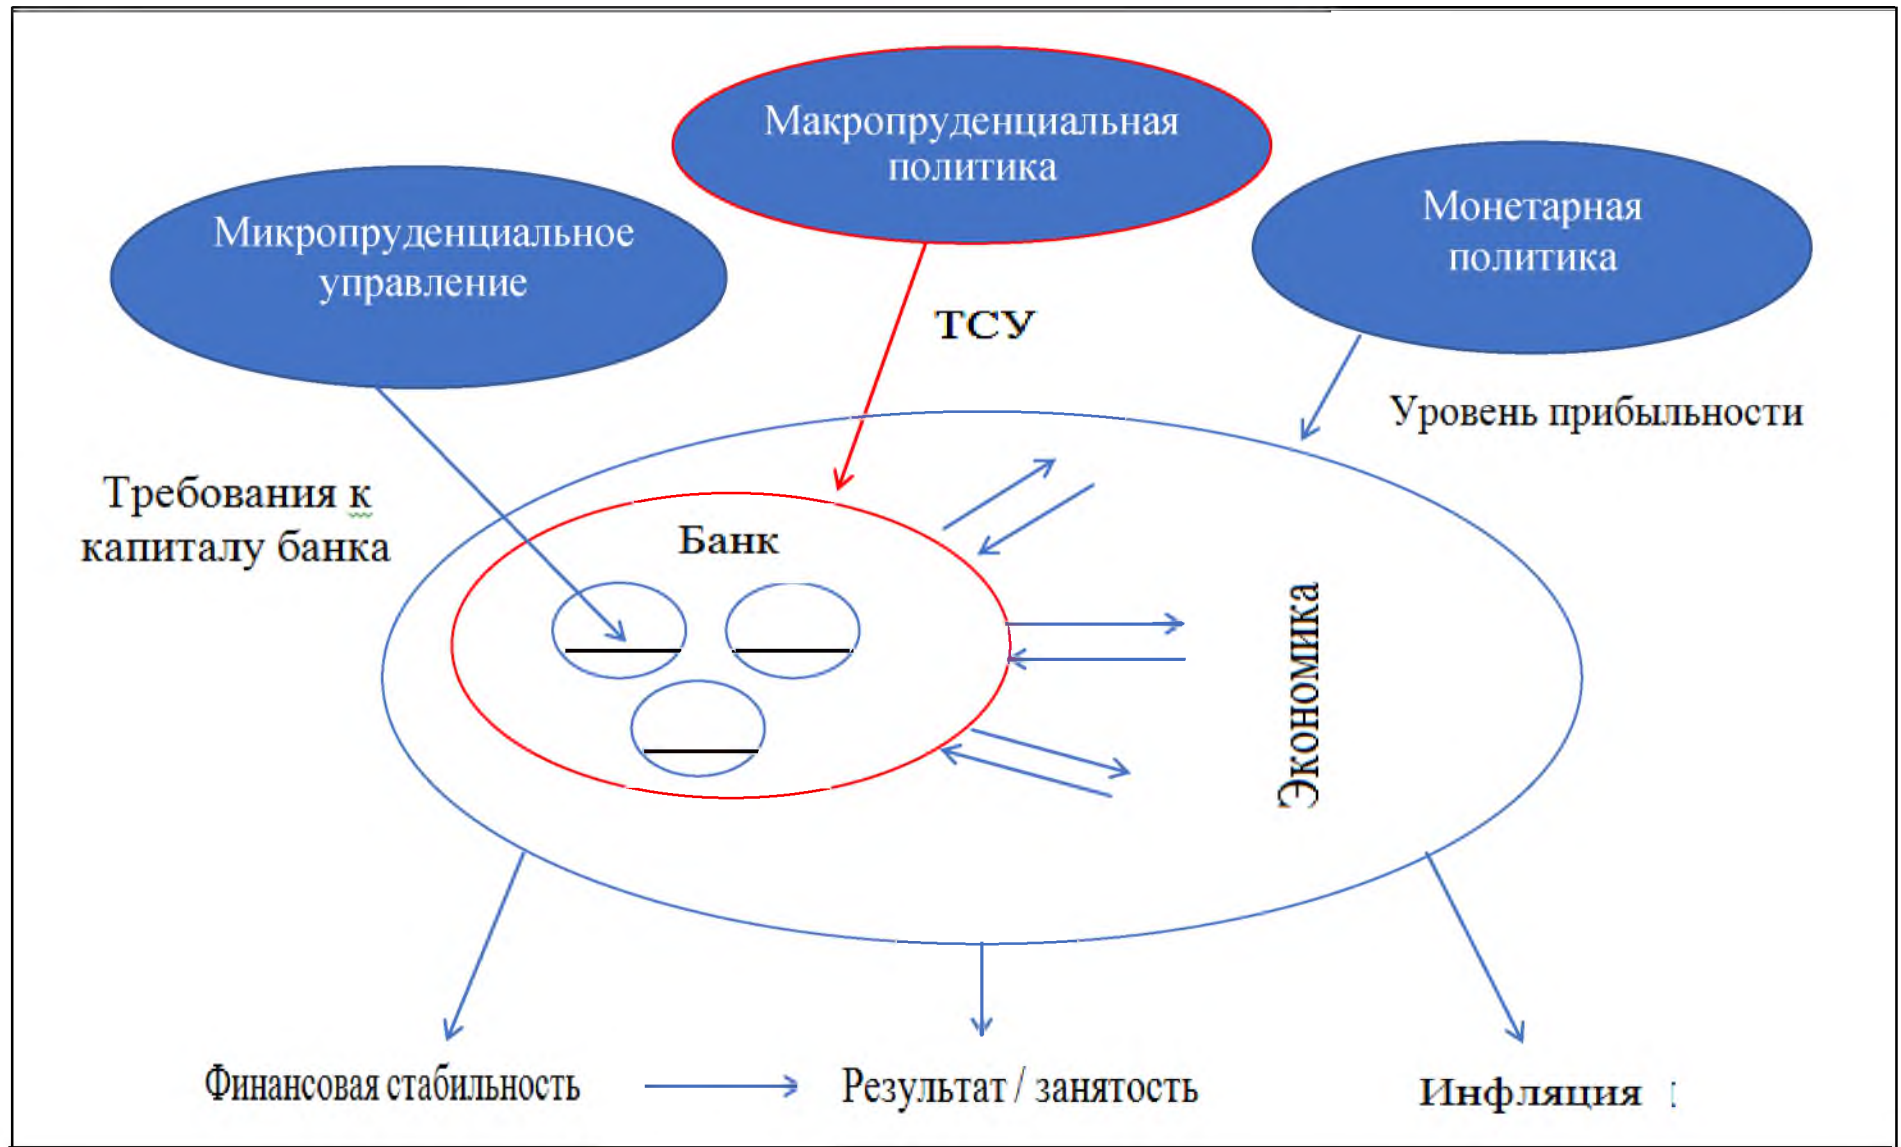 Макропруденциальная
политика
Микропруденциальное
управление
Монетарная
политика
ТСУ
Уровень прибыльности
Требования к
капиталу банка
Банк
Экономика
Финансовая стабильность
Результат / занятость
Инфляция